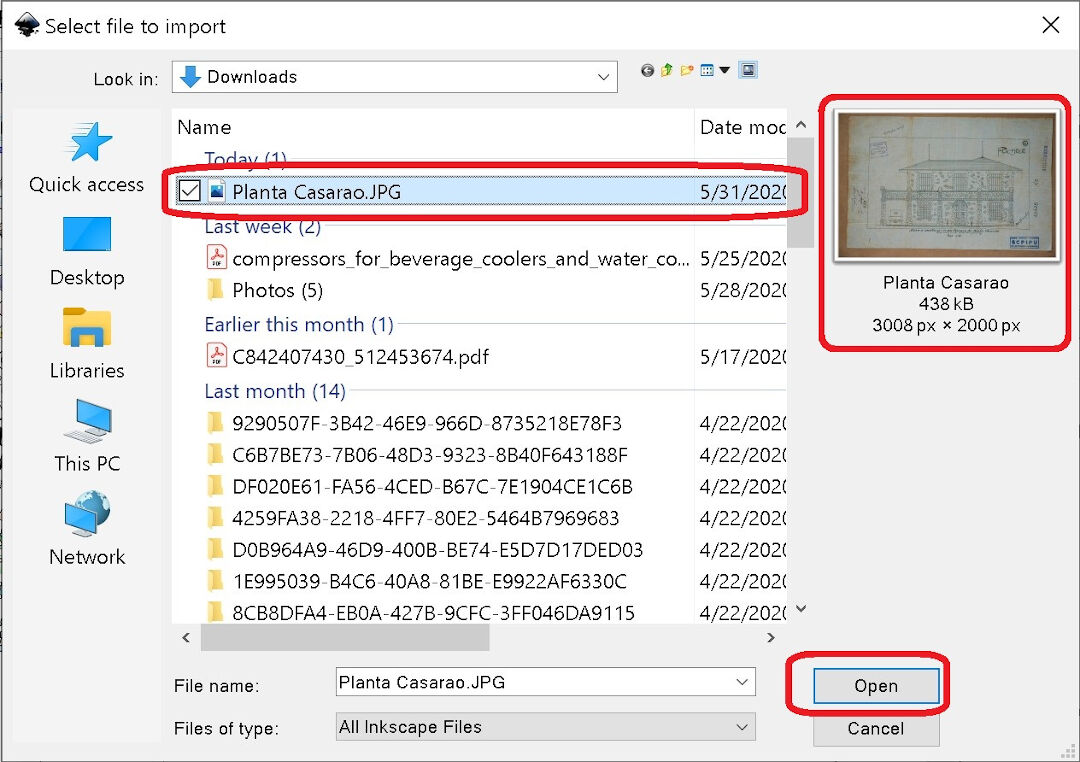 Select file to import
Look in: Downloads
Name Date mod
Today (1)
Planta Casarao.JPG 5/31/2020
Last week (2)
compressors_for_beverage_coolers_and_water_co... 5/25/2020
Photos (5) 5/28/2020
Earlier this month (1)
C842407430_512453674.pdf 5/17/2020
Last month (14)
9290507F-3B42-46E9-966D-8735218E78F3 4/22/2020
C6B7BE73-7B06-48D3-9323-8B40F643188F 4/22/2020
DF020E61-FA56-4CED-B67C-7E1904CE1C6B 4/22/2020
4259FA38-2218-4FF7-80E2-5464B7969683 4/22/2020
D0B964A9-46D9-400B-BE74-E5D7D17DED03 4/22/2020
1E995039-B4C6-40A8-81BE-E9922AF6330C 4/22/2020
8CB8DFA4-EB0A-427B-9CFC-3FF046DA9115 4/22/2020
Quick access
Desktop
Libraries
This PC
Network
Planta Casarao
438 kB
3008 px × 2000 px
File name: Planta Casarao.JPG
Open
Files of type: All Inkscape Files
Cancel